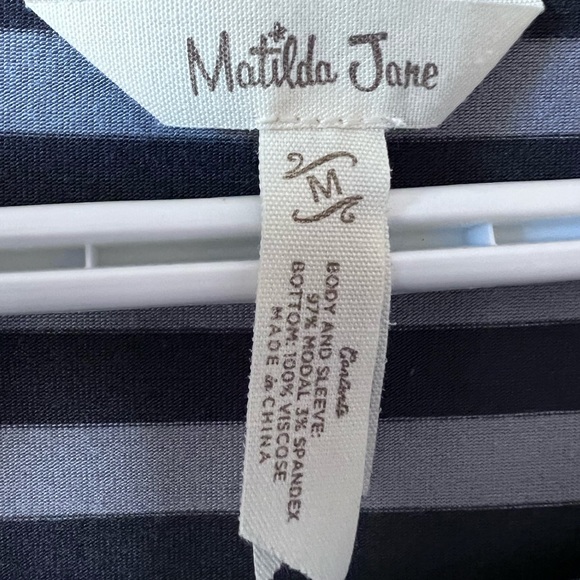 Matilda Jane
M
Contents
BODY AND SLEEVE:
97% MODAL 3% SPANDEX
BOTTOM: 100% VISCOSE
MADE in CHINA